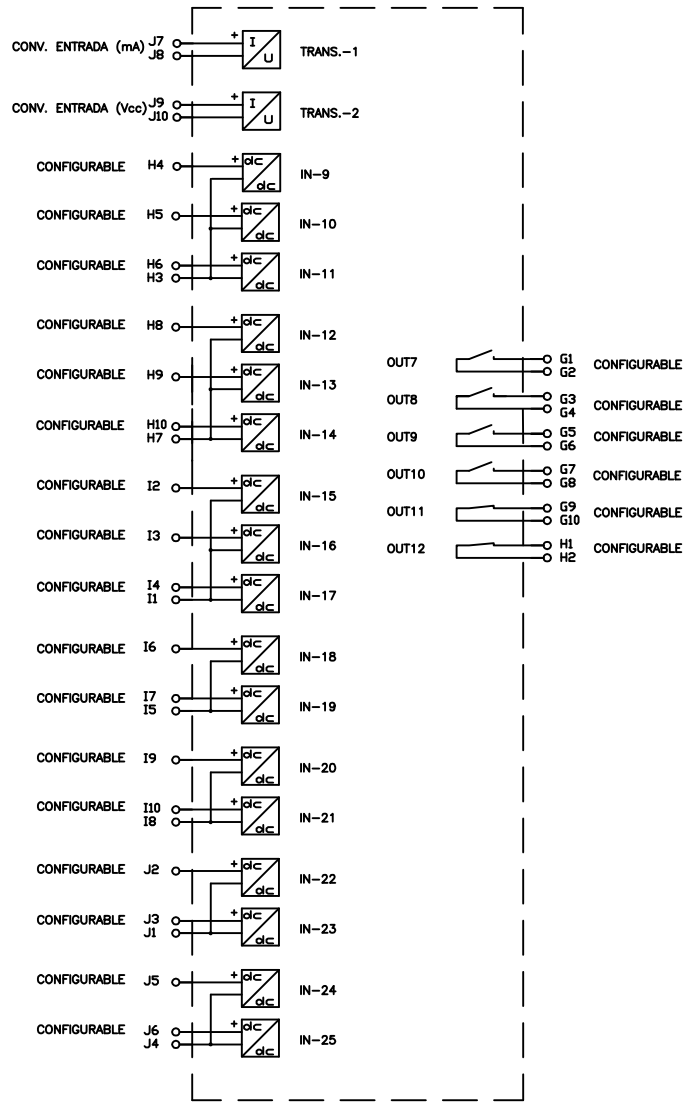 CONV. ENTRADA (mA) J7 + I
J8 U TRANS.-1
CONV. ENTRADA (Vcc) J9 + I
J10 U TRANS.-2
CONFIGURABLE H4 + dc dc IN-9
CONFIGURABLE H5 + dc dc IN-10
CONFIGURABLE H6 + dc dc IN-11
H3
CONFIGURABLE H8 + dc dc IN-12
CONFIGURABLE H9 + dc dc IN-13
CONFIGURABLE H10 + dc dc IN-14
H7
CONFIGURABLE I2 + dc dc IN-15
CONFIGURABLE I3 + dc dc IN-16
CONFIGURABLE I4 + dc dc IN-17
I1
CONFIGURABLE I6 + dc dc IN-18
CONFIGURABLE I7 + dc dc IN-19
I5
CONFIGURABLE I9 + dc dc IN-20
CONFIGURABLE I10 + dc dc IN-21
I8
CONFIGURABLE J2 + dc dc IN-22
CONFIGURABLE J3 + dc dc IN-23
J1
CONFIGURABLE J5 + dc dc IN-24
CONFIGURABLE J6 + dc dc IN-25
J4
OUT7 G1 CONFIGURABLE
G2
OUT8 G3 CONFIGURABLE
G4
OUT9 G5 CONFIGURABLE
G6
OUT10 G7 CONFIGURABLE
G8
OUT11 G9 CONFIGURABLE
G10
OUT12 H1 CONFIGURABLE
H2